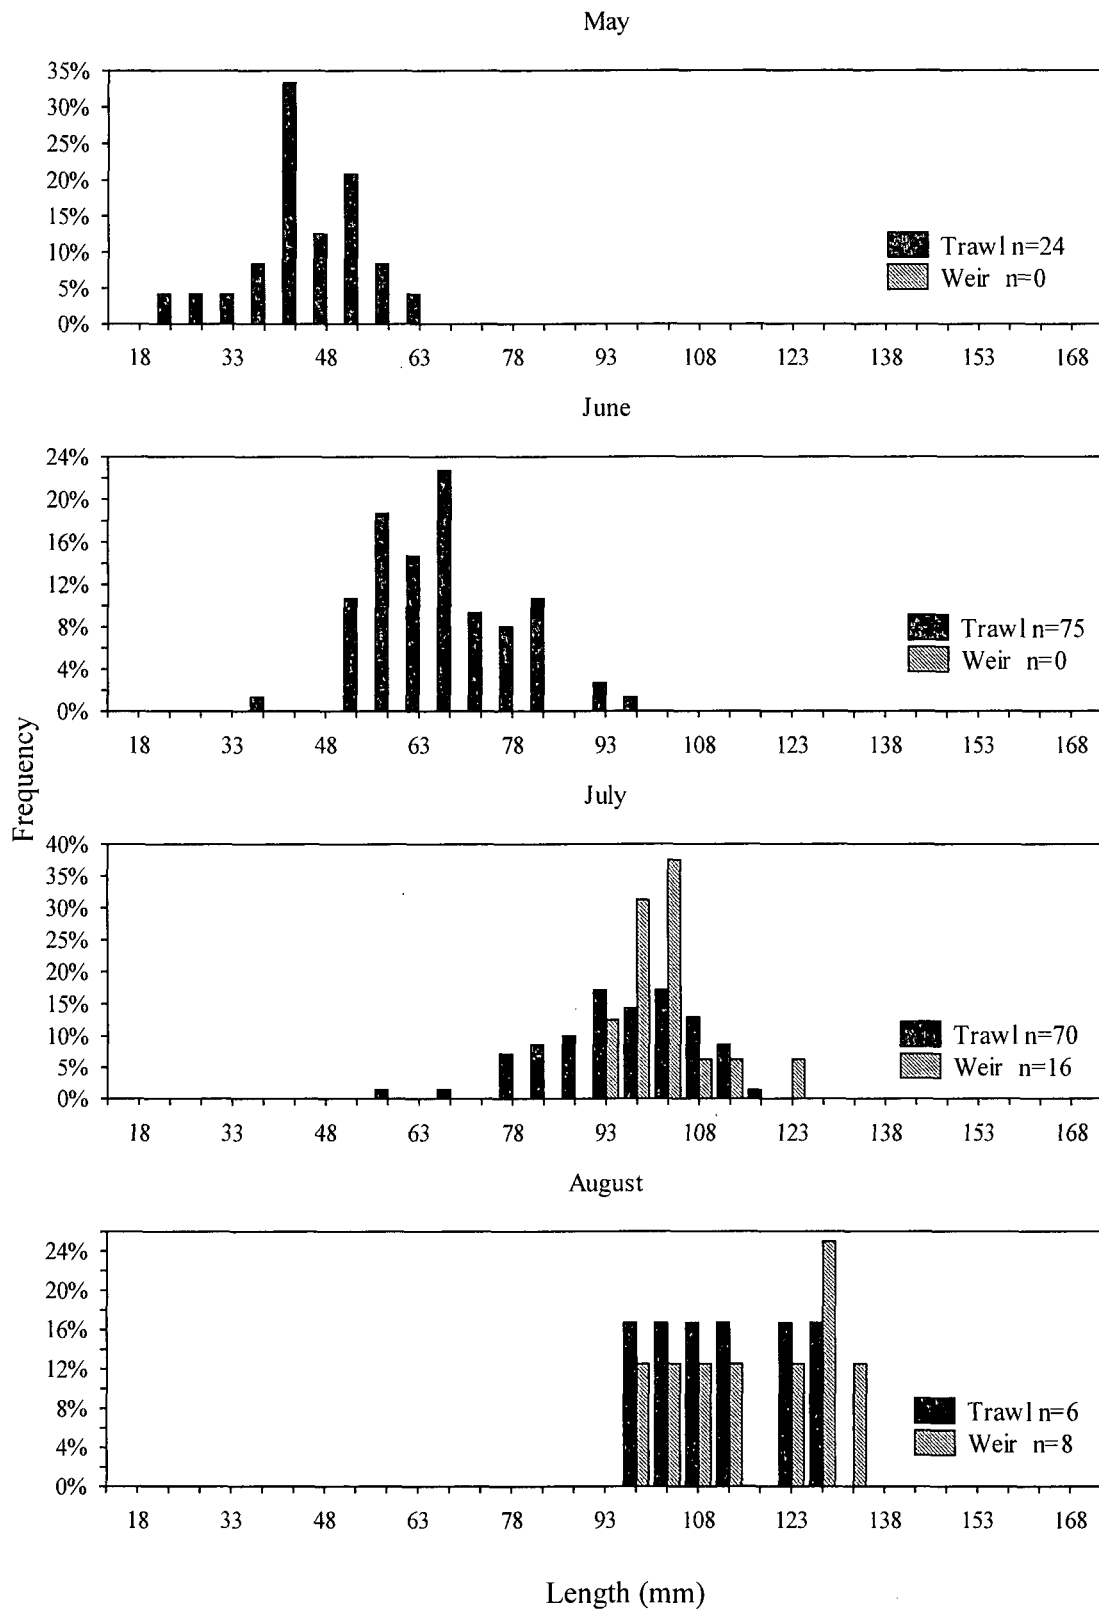 May
35%
30%
25%
20%
15%
10%
5%
0%
Trawl n=24
Weir n=0
18 33 48 63 78 93 108 123 138 153 168
June
24%
20%
16%
12%
8%
4%
0%
Trawl n=75
Weir n=0
18 33 48 63 78 93 108 123 138 153 168
Frequency
July
40%
35%
30%
25%
20%
15%
10%
5%
0%
Trawl n=70
Weir n=16
18 33 48 63 78 93 108 123 138 153 168
August
24%
20%
16%
12%
8%
4%
0%
Trawl n=6
Weir n=8
18 33 48 63 78 93 108 123 138 153 168
Length (mm)